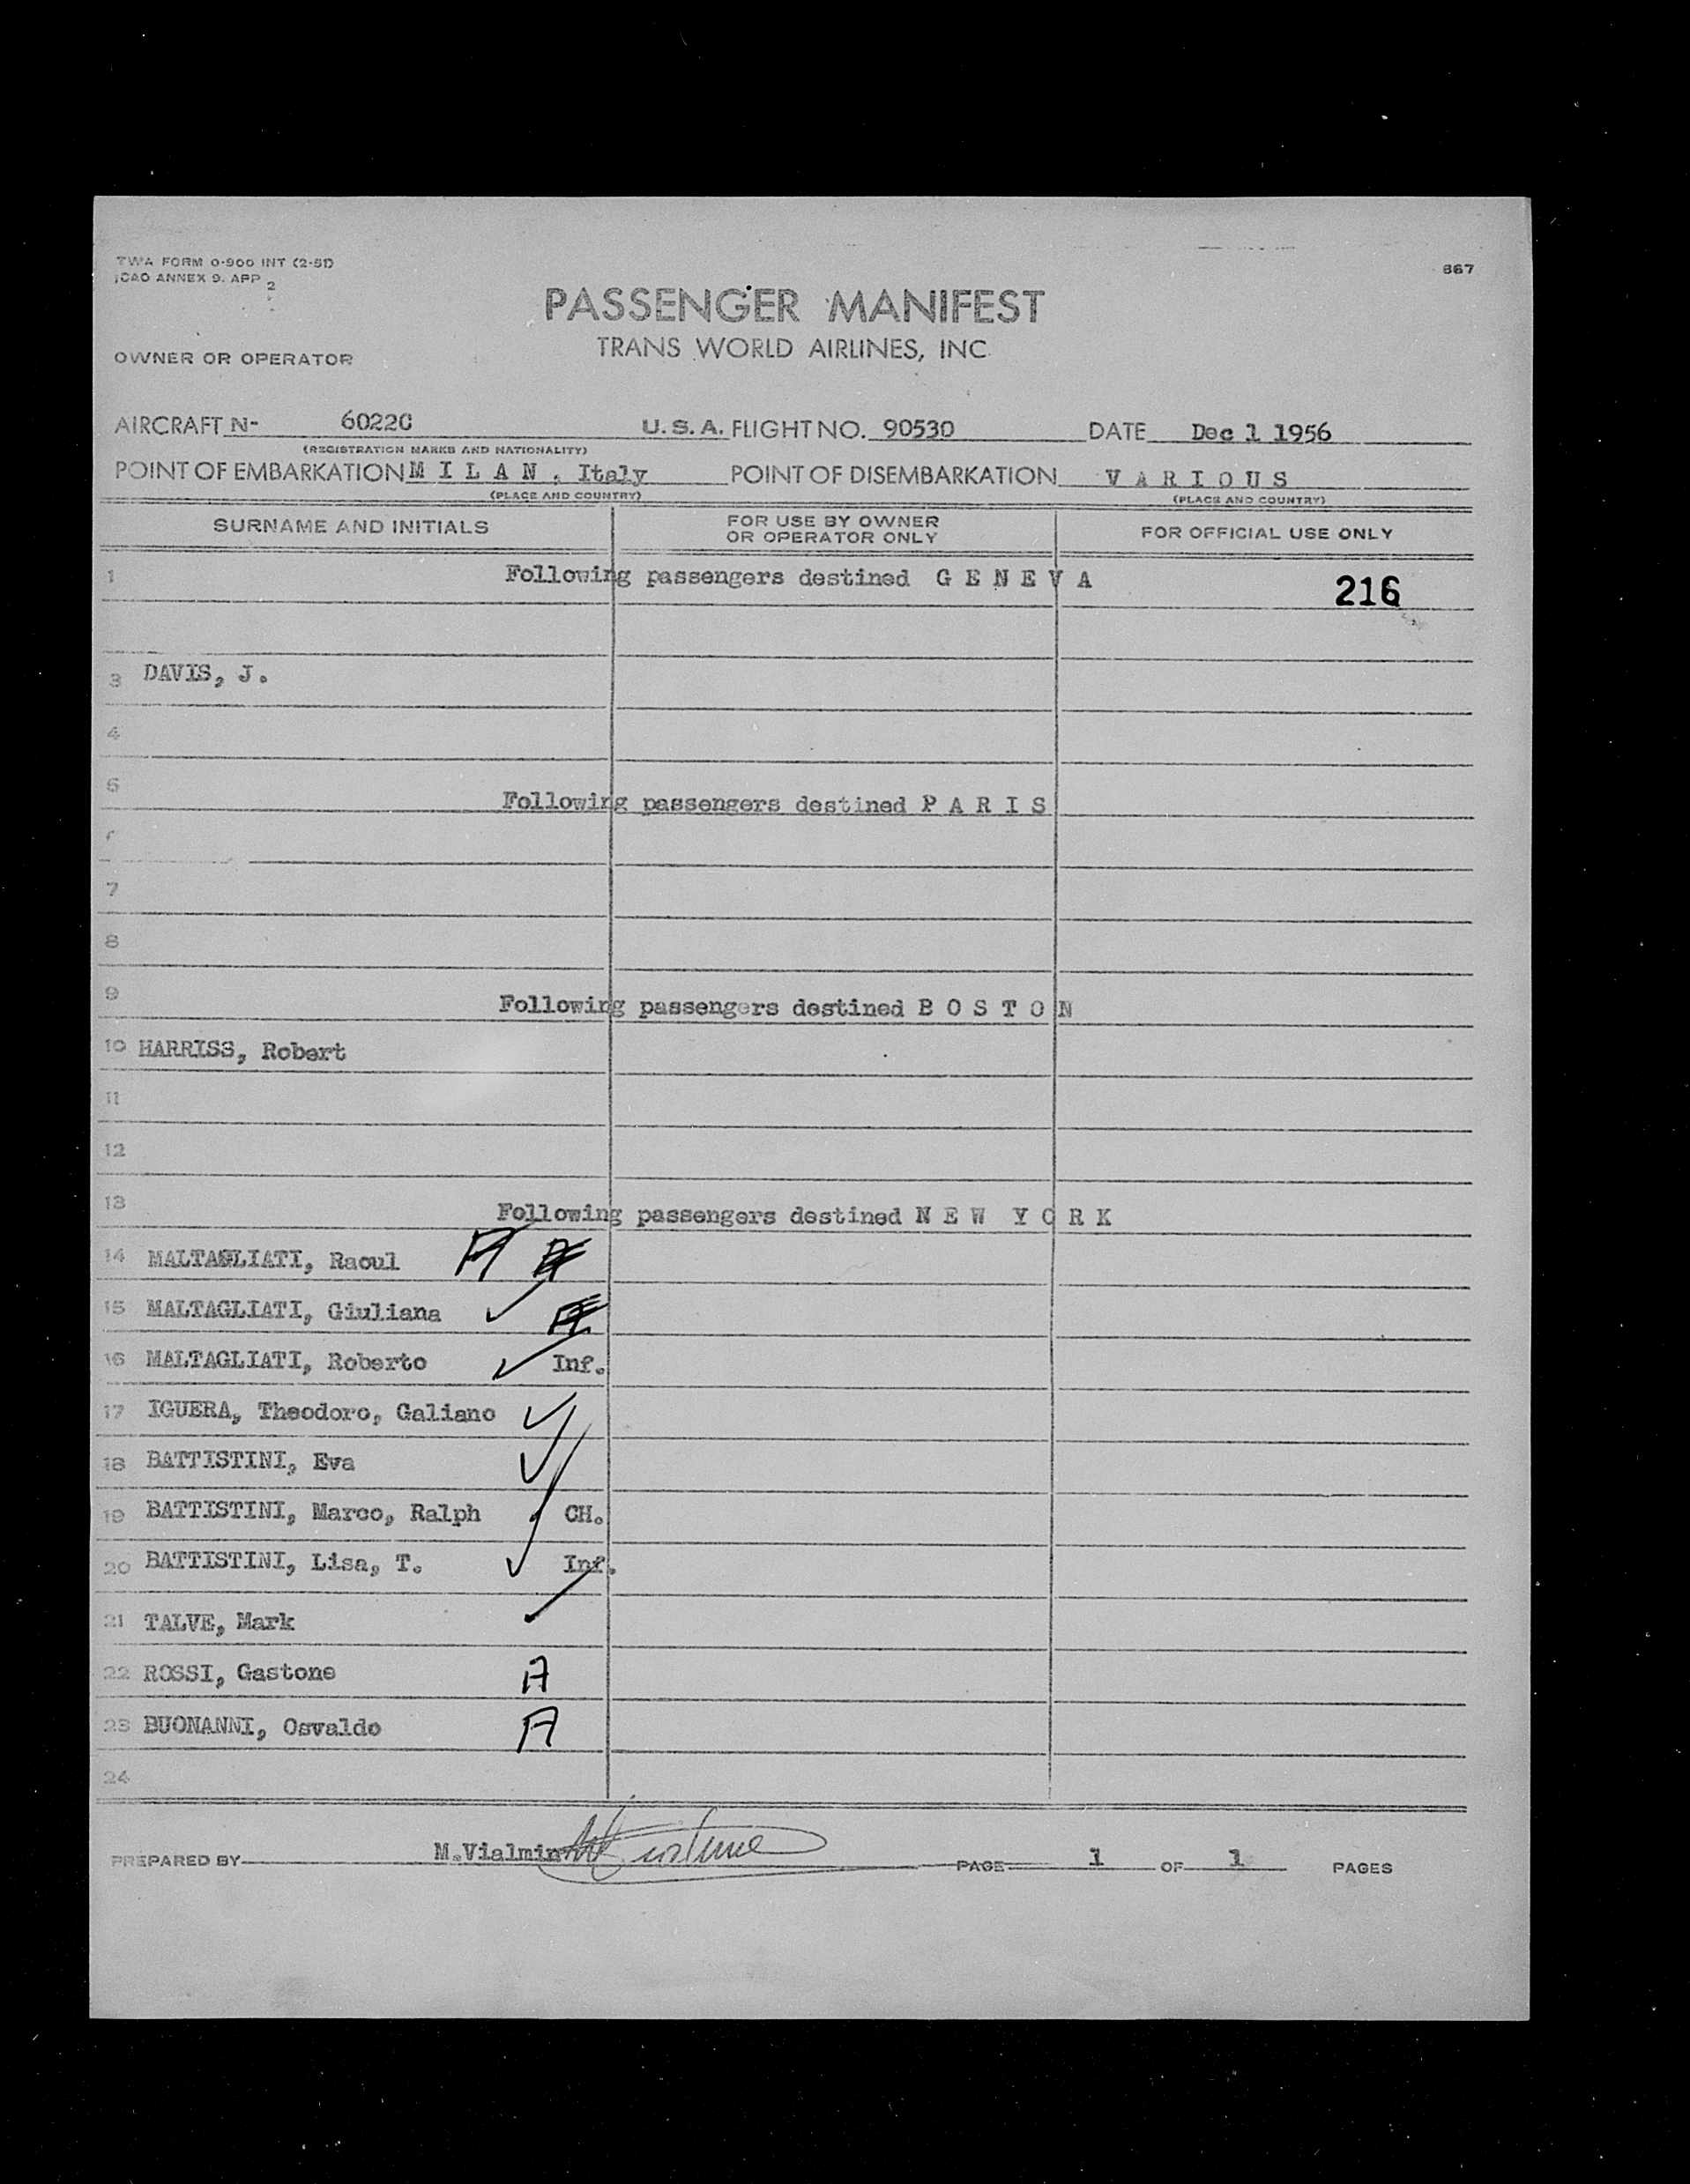 TWA FORM 0-900 INT (2-51)
ICAO ANNEX 9. APP 2
867
PASSENGER MANIFEST
TRANS WORLD AIRLINES, INC.
OWNER OR OPERATOR
AIRCRAFT N- 6022C U.S.A. FLIGHT NO. 90530 DATE Dec 1 1956
(REGISTRATION MARKS AND NATIONALITY)
POINT OF EMBARKATION M I L A N , Italy POINT OF DISEMBARKATION V A R I O U S
(PLACE AND COUNTRY) (PLACE AND COUNTRY)
SURNAME AND INITIALS FOR USE BY OWNER OR OPERATOR ONLY FOR OFFICIAL USE ONLY
1 Following passengers destined G E N E V A 216
3 DAVIS, J.
4
5 Following passengers destined P A R I S
7
8
9 Following passengers destined B O S T O N
10 HARRISS, Robert
11
12
13 Following passengers destined N E W Y O R K
14 MALTAGLIATI, Raoul A
15 MALTAGLIATI, Giuliana ✓
16 MALTAGLIATI, Roberto ✓ Inf.
17 IGUERA, Theodoro, Galiano ✓
18 BATTISTINI, Eva ✓
19 BATTISTINI, Marco, Ralph ✓ CH.
20 BATTISTINI, Lisa, T. ✓ Inf.
21 TALVE, Mark ✓
22 ROSSI, Gastone A
23 BUONANNI, Osvaldo A
24
PREPARED BY M.Vialmin PAGE 1 OF 1 PAGES